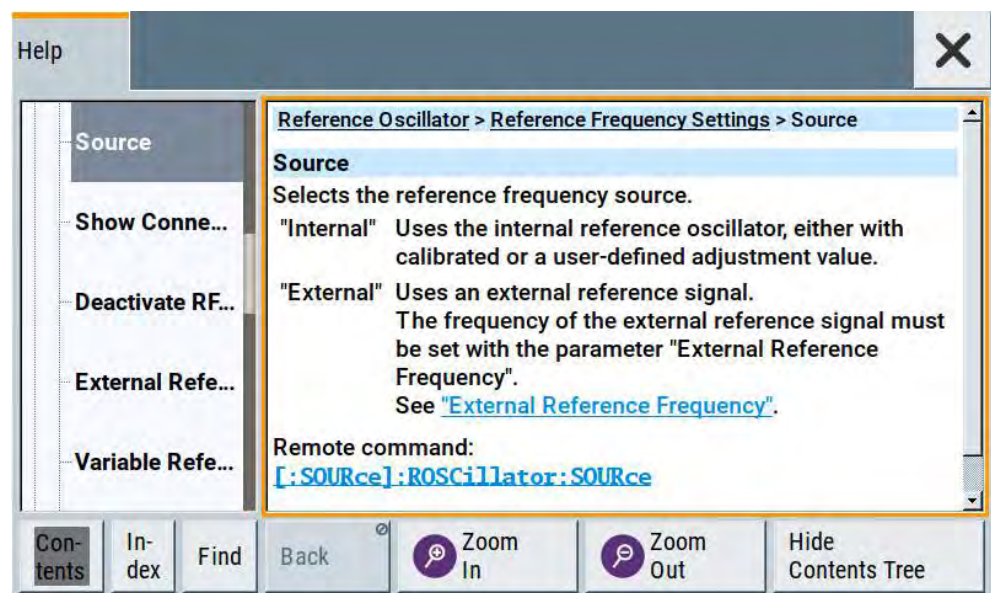 Help
Source
Show Conne...
Deactivate RF...
External Refe...
Variable Refe...
Reference Oscillator > Reference Frequency Settings > Source
Source
Selects the reference frequency source.
"Internal" Uses the internal reference oscillator, either with
calibrated or a user-defined adjustment value.
"External" Uses an external reference signal.
The frequency of the external reference signal must
be set with the parameter "External Reference
Frequency".
See "External Reference Frequency".
Remote command:
[:SOURce]:ROSCillator:SOURce
Con-
tents
In-
dex
Find
Back
Zoom
In
Zoom
Out
Hide
Contents Tree